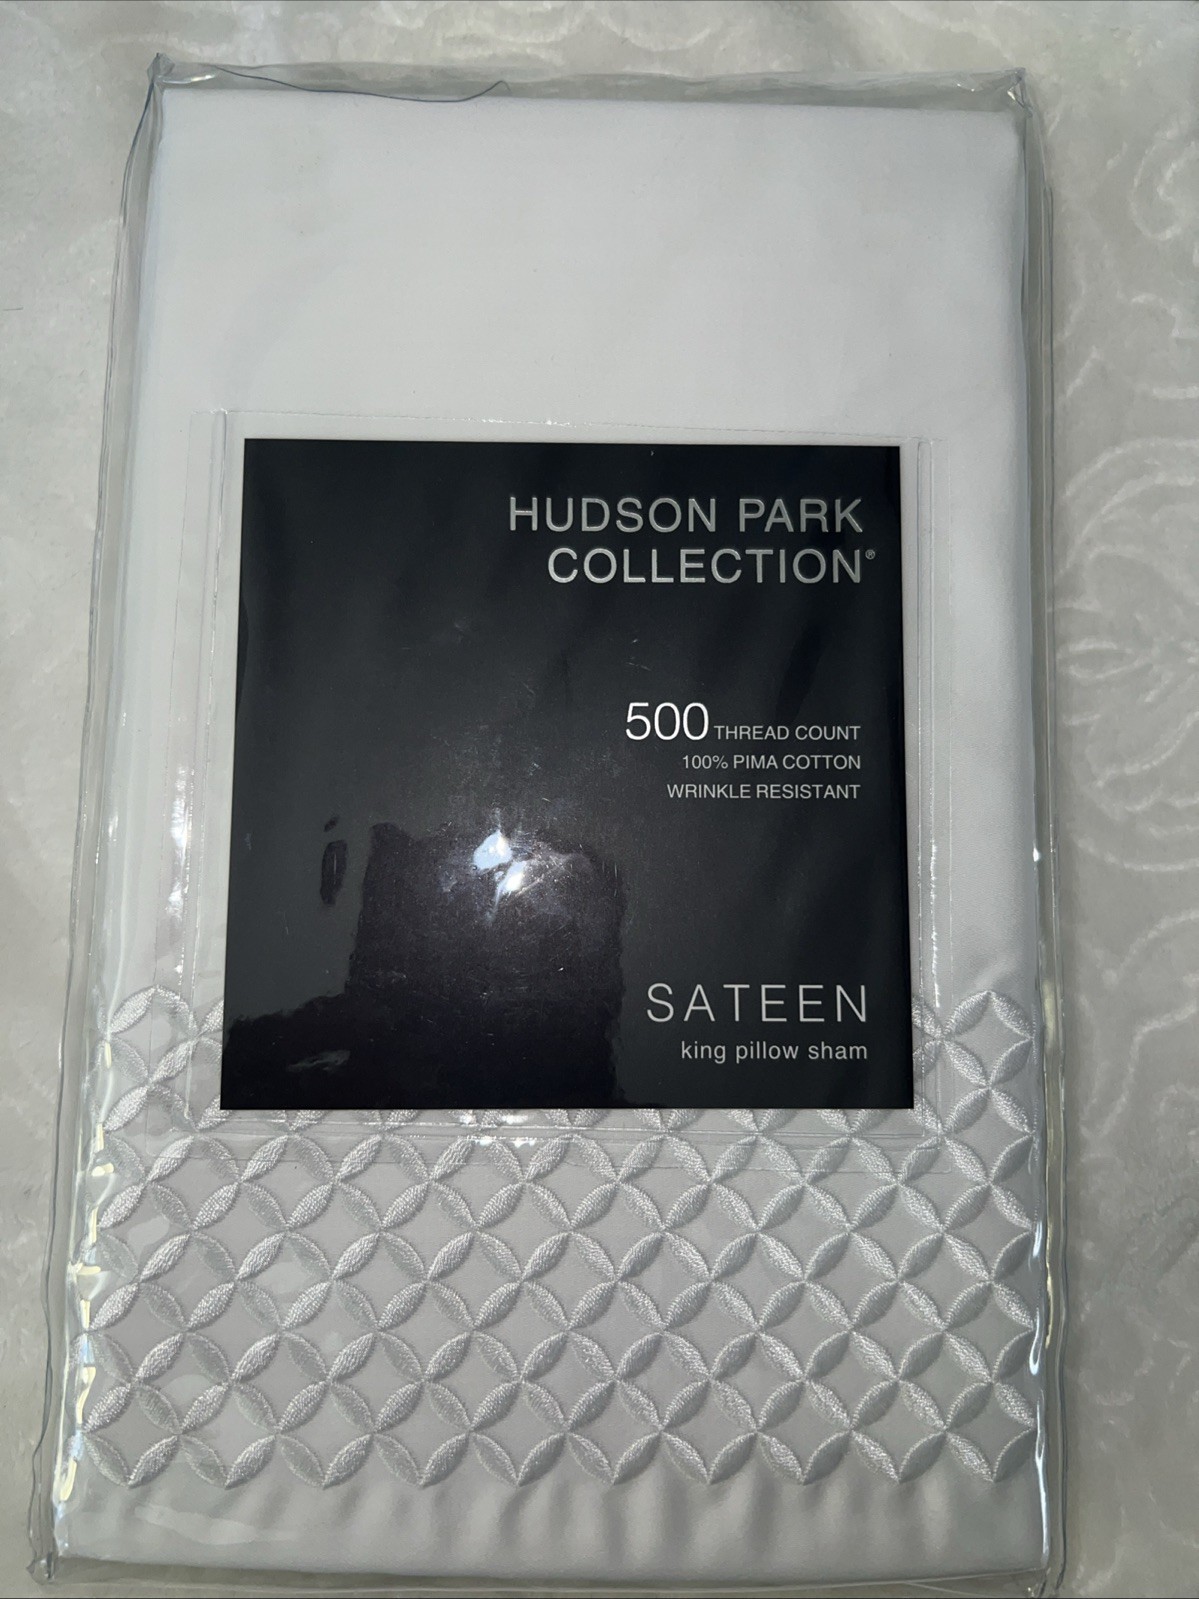 HUDSON PARK
COLLECTION®
500 THREAD COUNT
100% PIMA COTTON
WRINKLE RESISTANT
SATEEN
king pillow sham